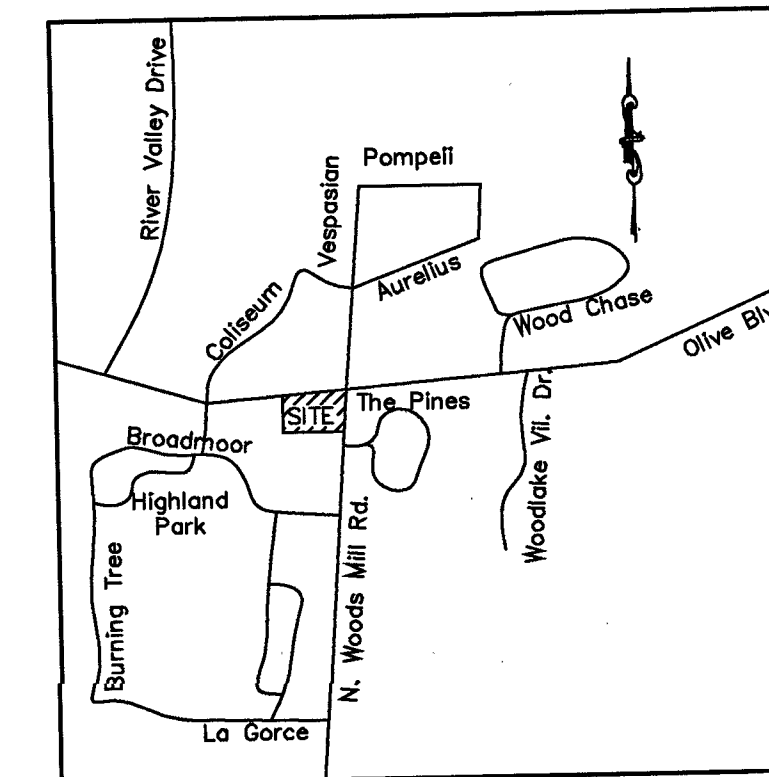 River Valley Drive
Pompeii
Vespasian
Aurelius
Coliseum
Wood Chase
Olive Blv
SITE
The Pines
Woodlake Vil. Dr.
Broadmoor
Highland
Park
N. Woods Mill Rd.
Burning Tree
La Gorce